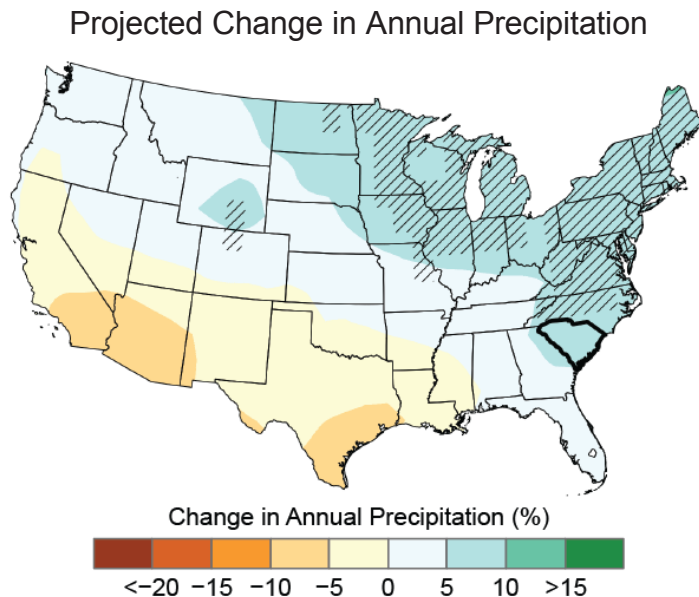 Projected Change in Annual Precipitation
Change in Annual Precipitation (%)
<−20 −15 −10 −5 0 5 10 >15